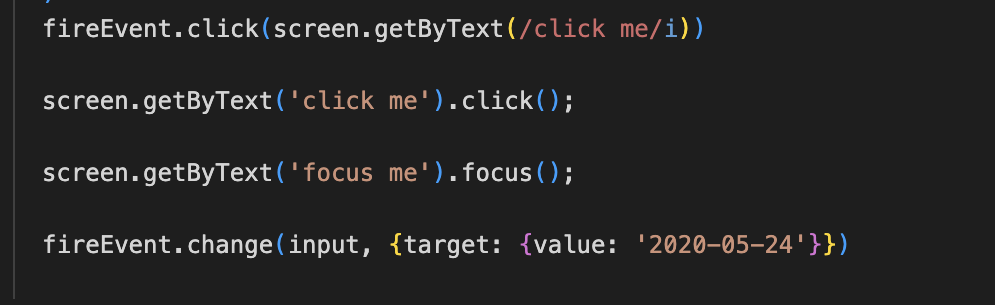 fireEvent.click(screen.getByText(/click me/i))
screen.getByText('click me').click();
screen.getByText('focus me').focus();
fireEvent.change(input, {target: {value: '2020-05-24'}})